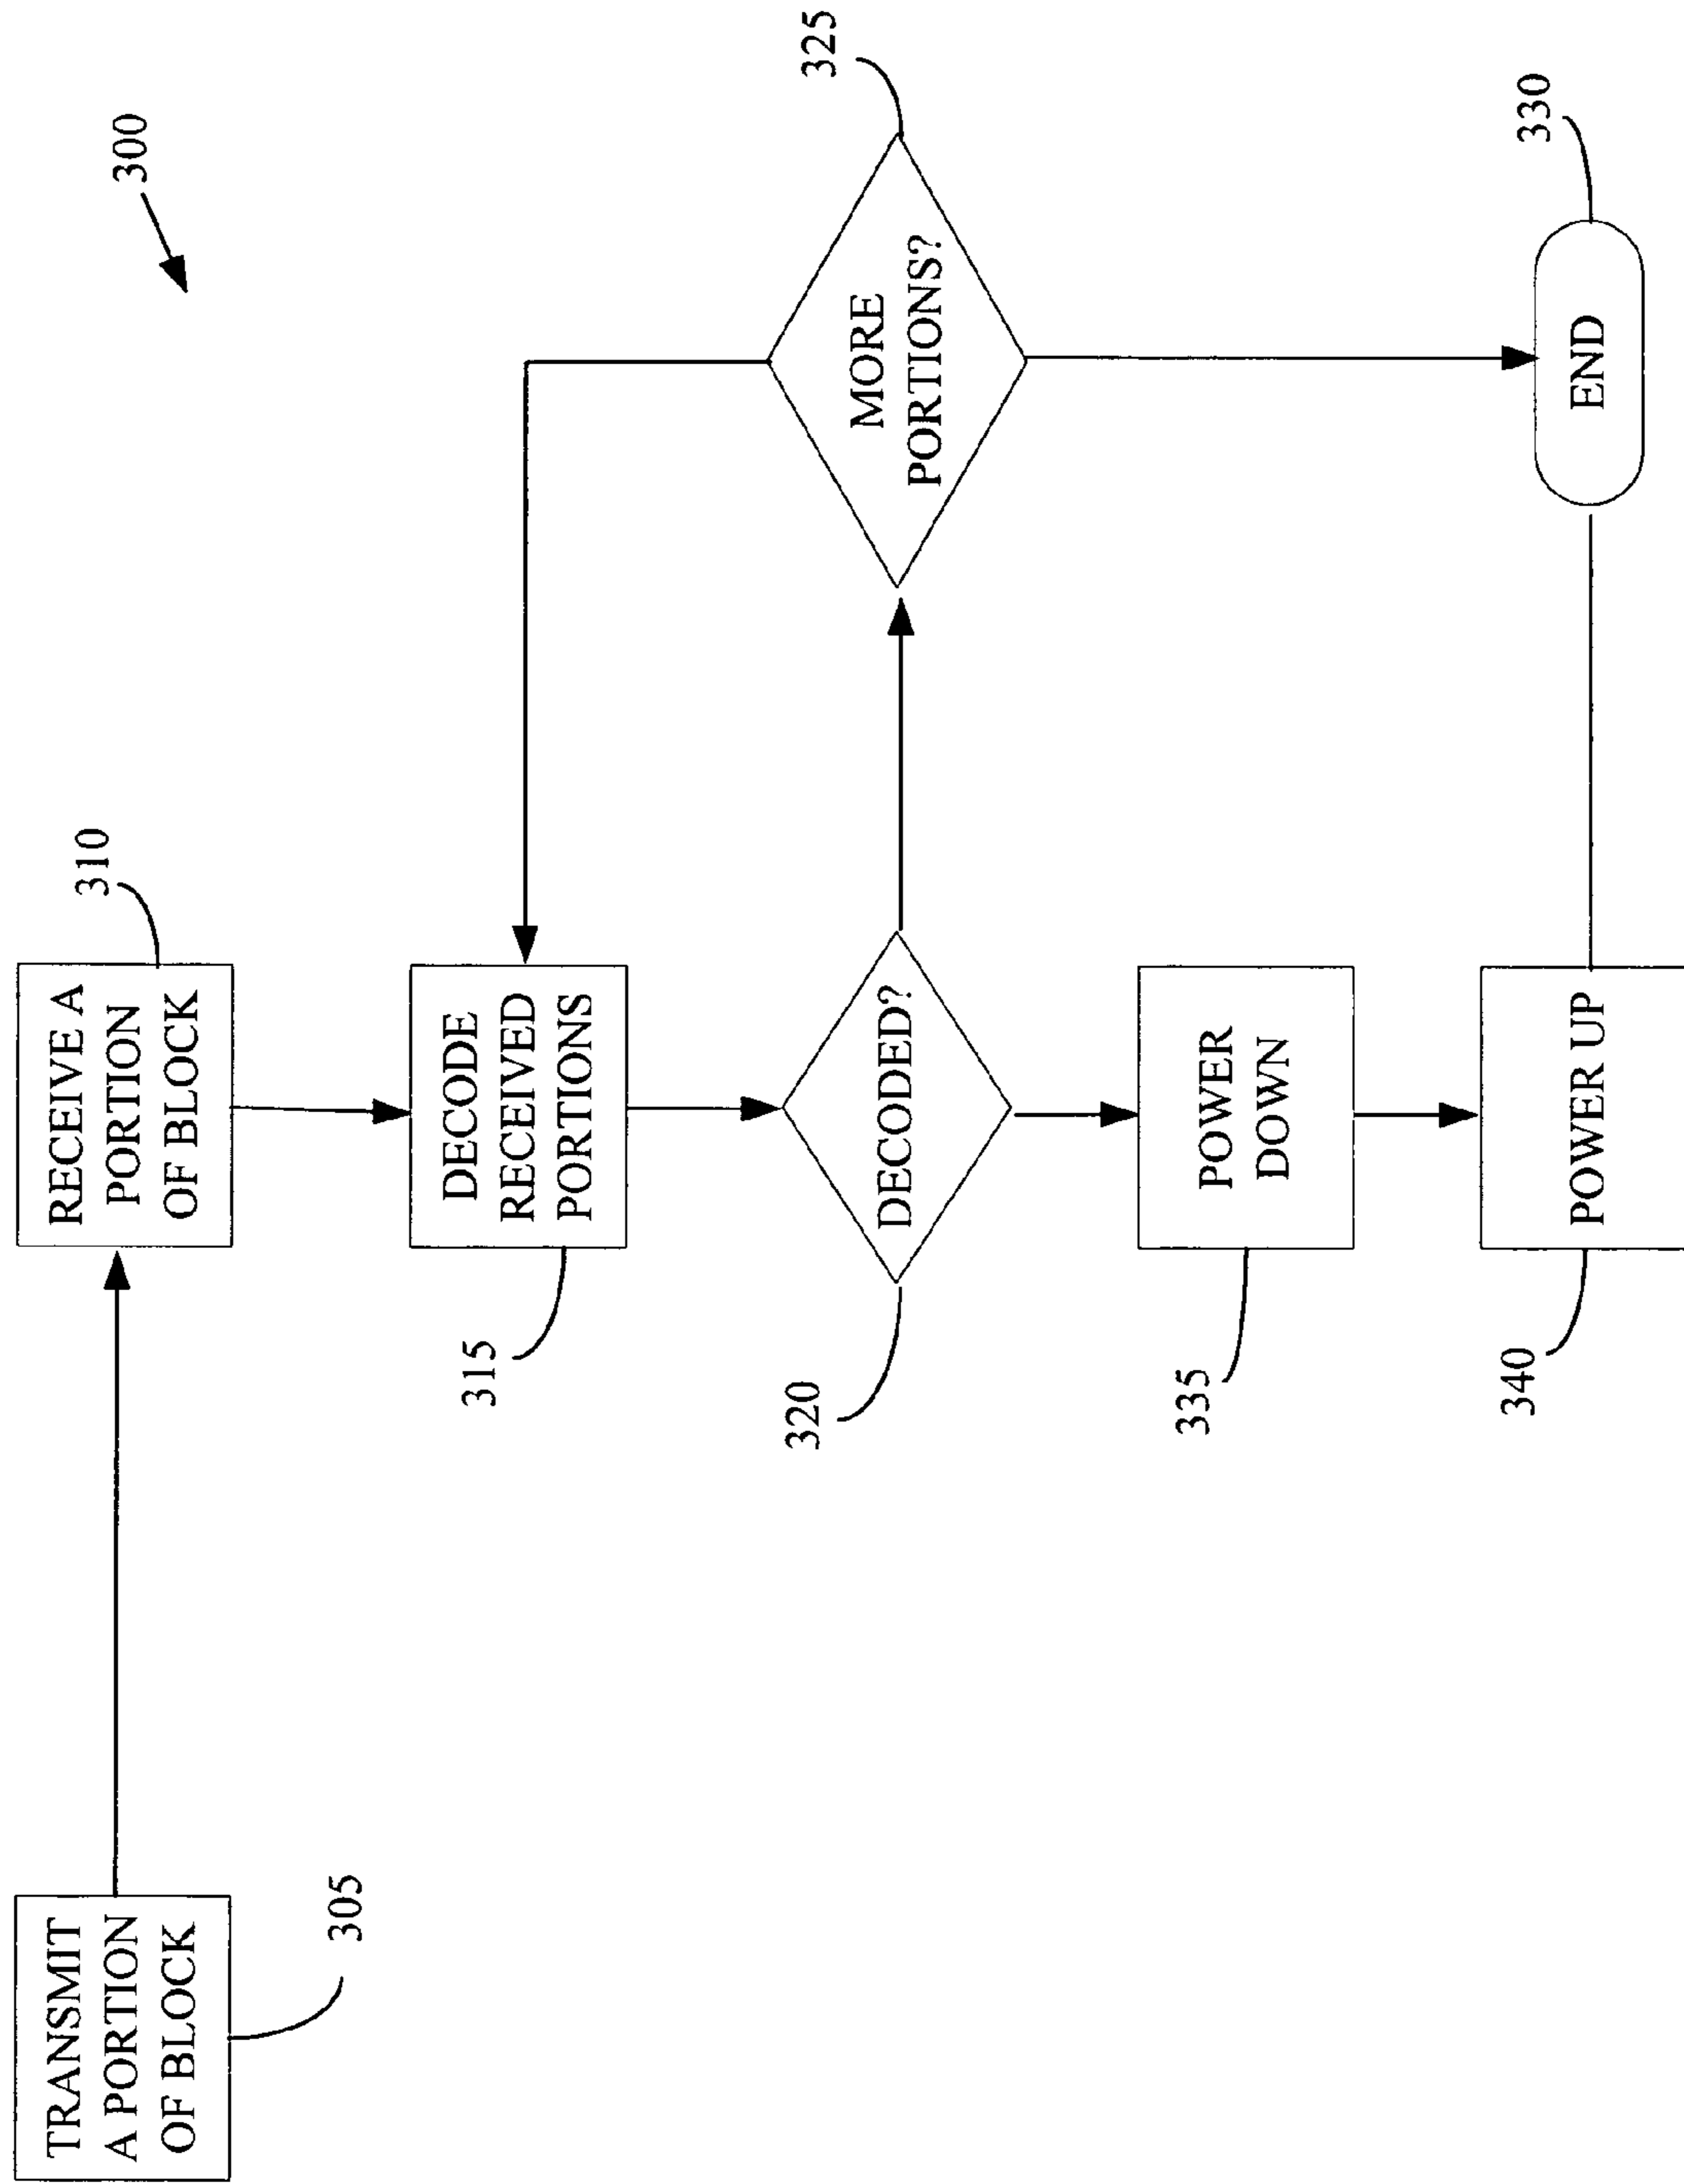 300
TRANSMIT
A PORTION
OF BLOCK
305
RECEIVE A
PORTION
OF BLOCK
310
DECODE
RECEIVED
PORTIONS
315
DECODED?
320
MORE
PORTIONS?
325
POWER
DOWN
335
POWER UP
340
END
330